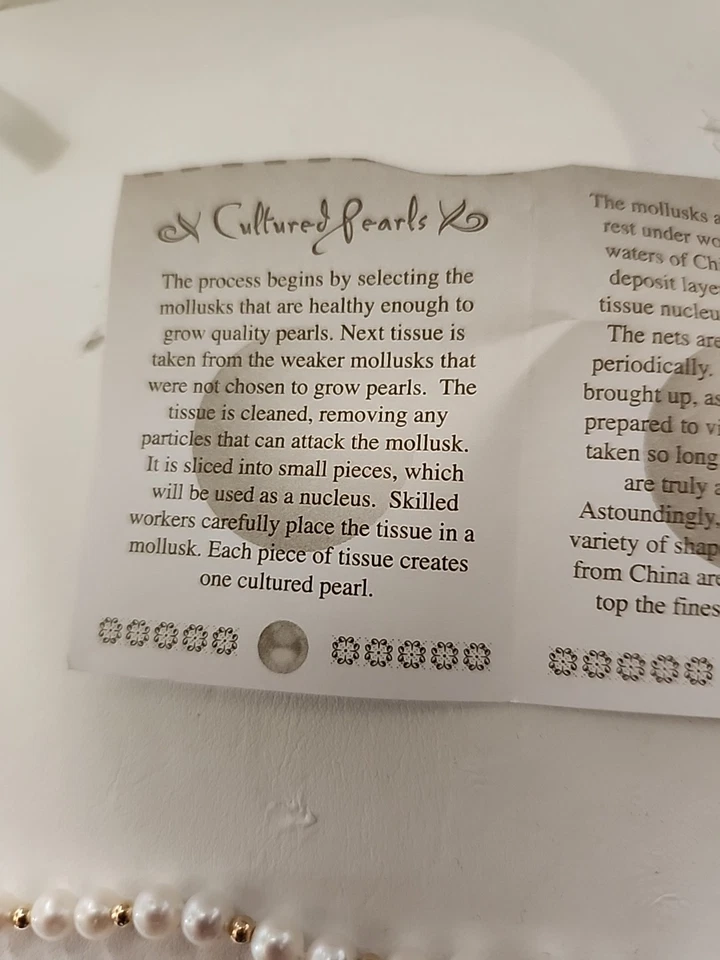 Cultured Pearls
The process begins by selecting the
mollusks that are healthy enough to
grow quality pearls. Next tissue is
taken from the weaker mollusks that
were not chosen to grow pearls. The
tissue is cleaned, removing any
particles that can attack the mollusk.
It is sliced into small pieces, which
will be used as a nucleus. Skilled
workers carefully place the tissue in a
mollusk. Each piece of tissue creates
one cultured pearl.
The mollusks
rest under
waters of
deposit
tissue
The nets
periodically.
brought up,
prepared to
taken so long
are truly
Astoundingly,
variety of
from China
top the